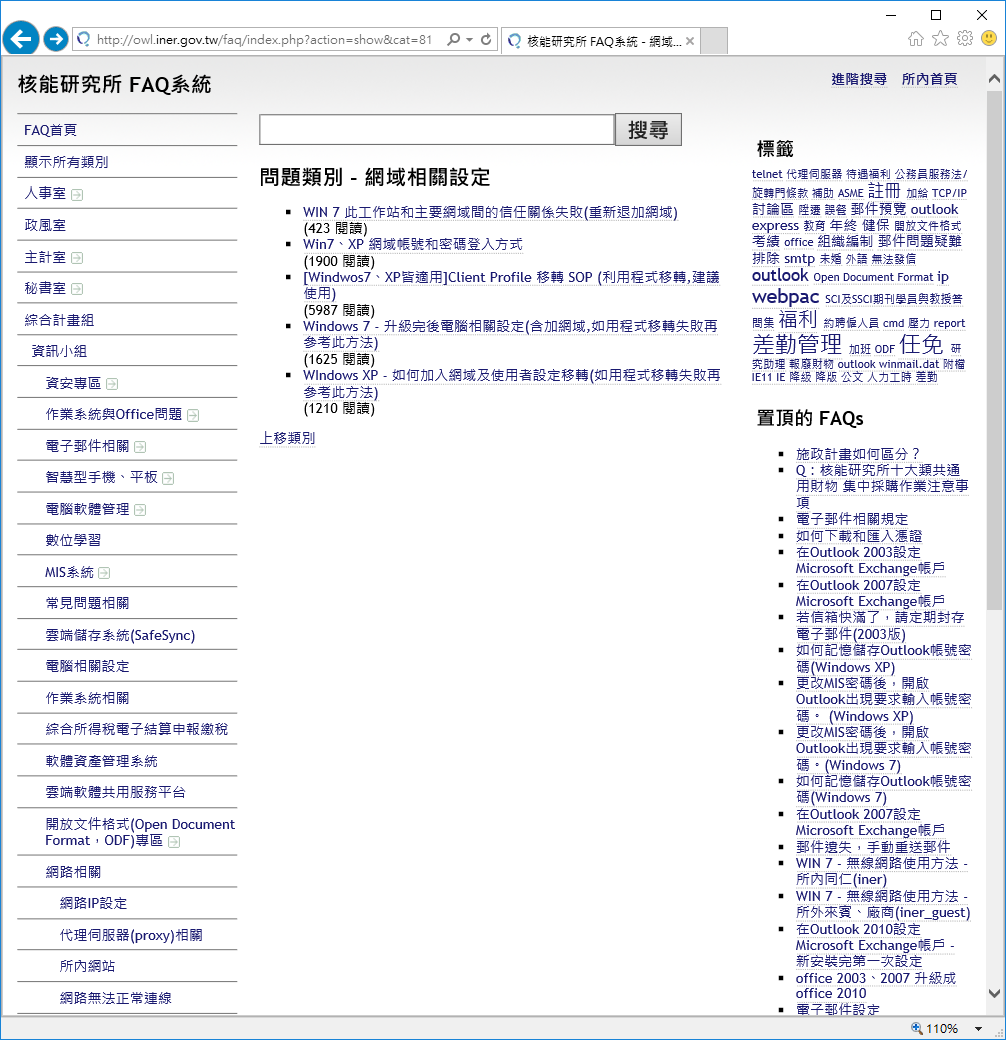 http://owl.iner.gov.tw/faq/index.php?action=show&cat=81
核能研究所 FAQ系統 - 網域...
核能研究所 FAQ系統
進階搜尋 所內首頁
FAQ首頁
顯示所有類別
人事室
政風室
主計室
秘書室
綜合計畫組
資訊小組
資安專區
作業系統與Office問題
電子郵件相關
智慧型手機、平板
電腦軟體管理
數位學習
MIS系統
常見問題相關
雲端儲存系統(SafeSync)
電腦相關設定
作業系統相關
綜合所得稅電子結算申報繳稅
軟體資產管理系統
雲端軟體共用服務平台
開放文件格式(Open Document
Format，ODF)專區
網路相關
網路IP設定
代理伺服器(proxy)相關
所內網站
網路無法正常連線
搜尋
問題類別 - 網域相關設定
WIN 7 此工作站和主要網域間的信任關係失敗(重新退加網域)
(423 閱讀)
Win7、XP 網域帳號和密碼登入方式
(1900 閱讀)
[Windwos7、XP皆適用]Client Profile 移轉 SOP (利用程式移轉,建議
使用)
(5987 閱讀)
Windows 7 - 升級完後電腦相關設定(含加網域,如用程式移轉失敗再
參考此方法)
(1625 閱讀)
WIndows XP - 如何加入網域及使用者設定移轉(如用程式移轉失敗再
參考此方法)
(1210 閱讀)
上移類別
標籤
telnet 代理伺服器 待遇福利 公務員服務法/
旋轉門條款 補助 ASME 註冊 加給 TCP/IP
討論區 陞遷 誤餐 郵件預覽 outlook
express 教育 年終 健保 開放文件格式
考績 office 組織編制 郵件問題疑難
排除 smtp 未婚 外語 無法發信
outlook Open Document Format ip
webpac SCI及SSCI期刊學員與教授答
問集 福利 約聘僱人員 cmd 壓力 report
差勤管理 加班 ODF 任免 研
究助理 報廢財物 outlook winmail.dat 附檔
IE11 IE 降級 降版 公文 人力工時 差勤
置頂的 FAQs
施政計畫如何區分？
Q：核能研究所十大類共通
用財物 集中採購作業注意事
項
電子郵件相關規定
如何下載和匯入憑證
在Outlook 2003設定
Microsoft Exchange帳戶
在Outlook 2007設定
Microsoft Exchange帳戶
若信箱快滿了，請定期封存
電子郵件(2003版)
如何記憶儲存Outlook帳號密
碼(Windows XP)
更改MIS密碼後，開啟
Outlook出現要求輸入帳號密
碼。 (Windows XP)
更改MIS密碼後，開啟
Outlook出現要求輸入帳號密
碼。(Windows 7)
如何記憶儲存Outlook帳號密
碼(Windows 7)
在Outlook 2007設定
Microsoft Exchange帳戶
郵件遺失，手動重送郵件
WIN 7 - 無線網路使用方法 -
所內同仁(iner)
WIN 7 - 無線網路使用方法 -
所外來賓、廠商(iner_guest)
在Outlook 2010設定
Microsoft Exchange帳戶 -
新安裝完第一次設定
office 2003、2007 升級成
office 2010
電子郵件設定
110%